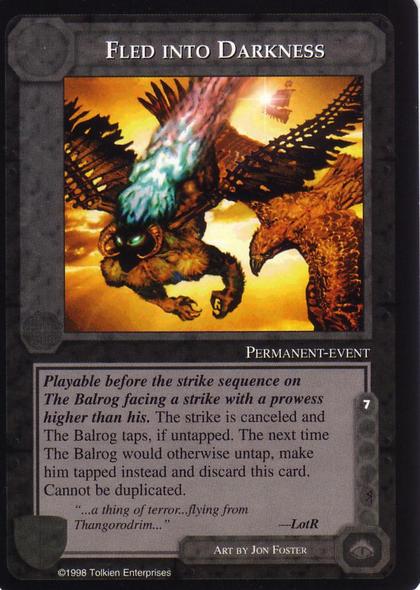 Fled into Darkness
Permanent-event
Playable before the strike sequence on
The Balrog facing a strike with a prowess
higher than his. The strike is canceled and
The Balrog taps, if untapped. The next time
The Balrog would otherwise untap, make
him tapped instead and discard this card.
Cannot be duplicated.
7
"...a thing of terror..flying from
Thangorodrim..." —LotR
Art by Jon Foster
©1998 Tolkien Enterprises